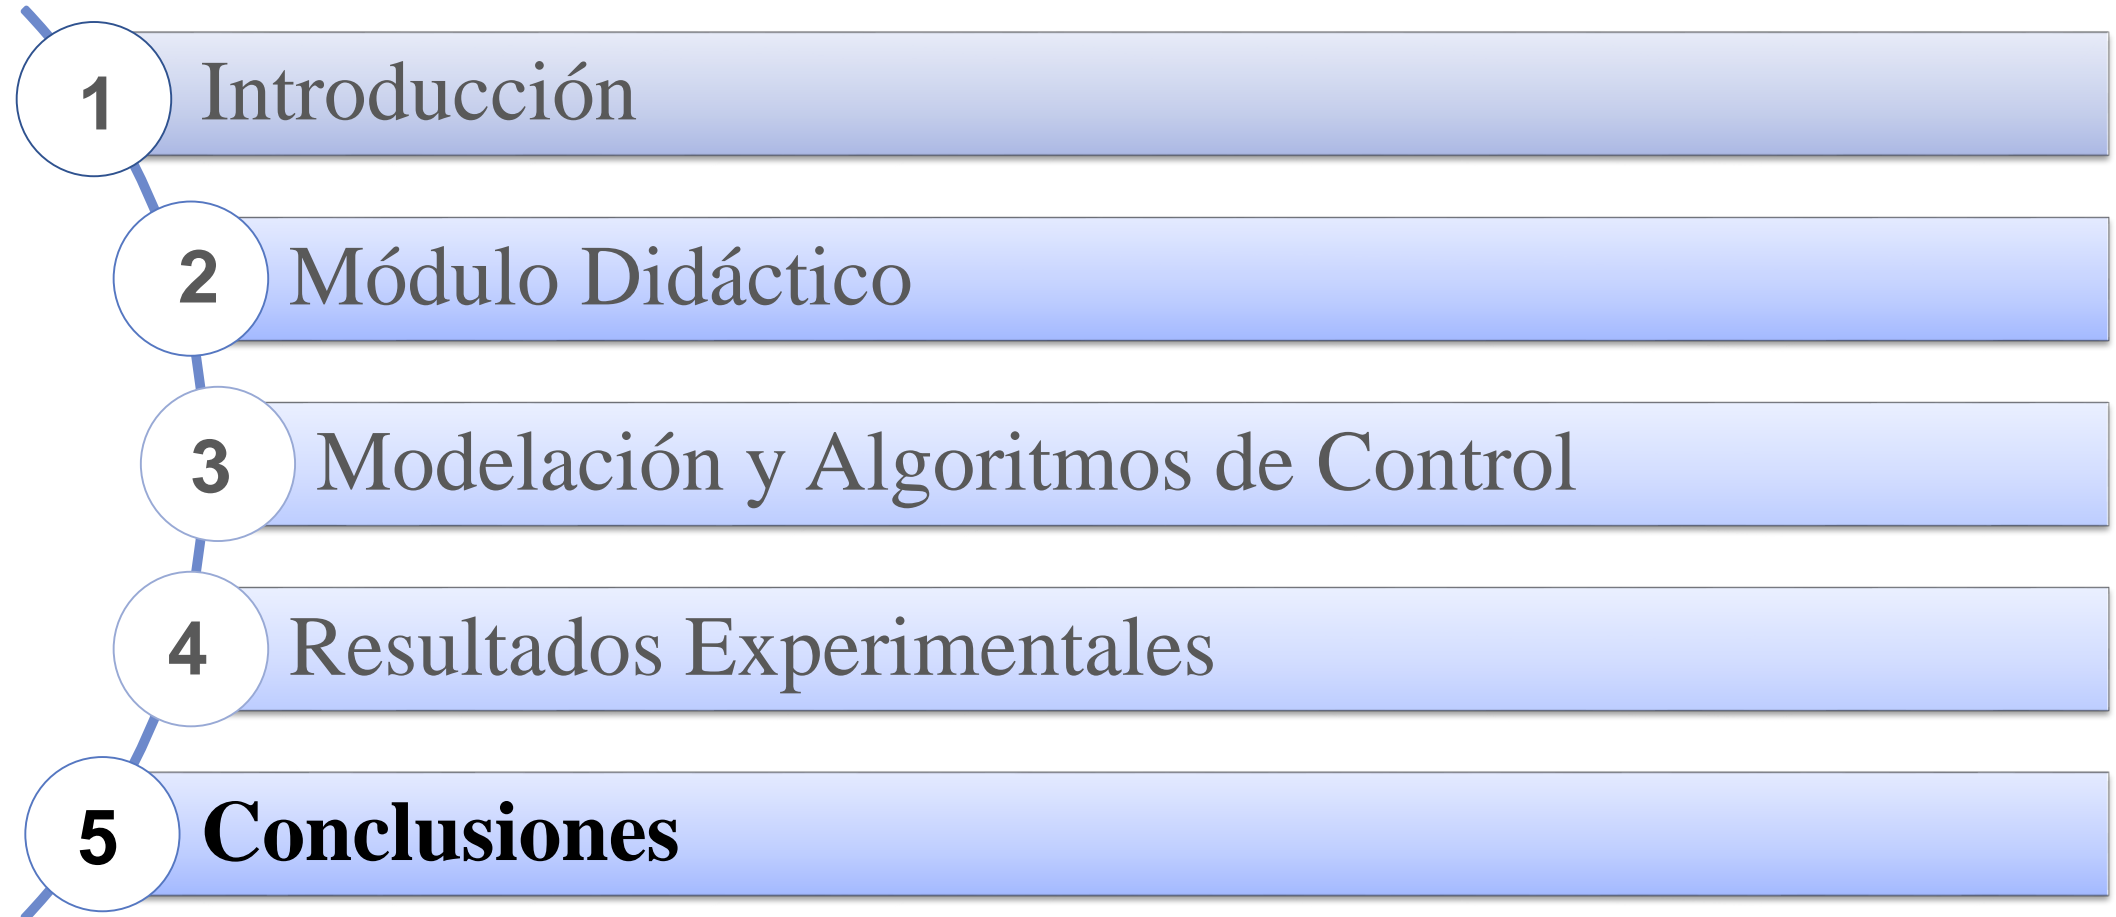 1 Introducción
2 Módulo Didáctico
3 Modelación y Algoritmos de Control
4 Resultados Experimentales
5 Conclusiones